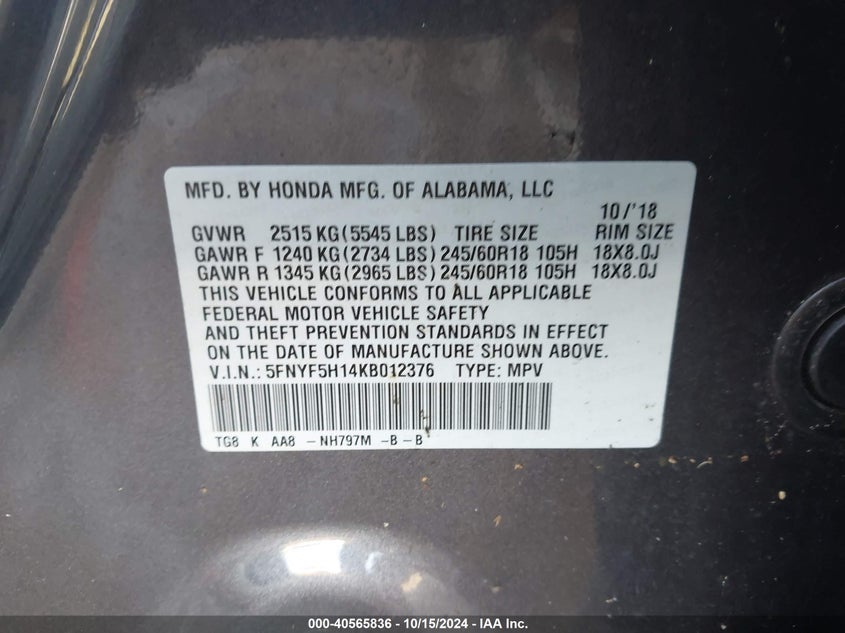 MFD. BY HONDA MFG. OF ALABAMA, LLC
10/'18
GVWR 2515 KG (5545 LBS) TIRE SIZE RIM SIZE
GAWR F 1240 KG (2734 LBS) 245/60R18 105H 18X8.0J
GAWR R 1345 KG (2965 LBS) 245/60R18 105H 18X8.0J
THIS VEHICLE CONFORMS TO ALL APPLICABLE
FEDERAL MOTOR VEHICLE SAFETY
AND THEFT PREVENTION STANDARDS IN EFFECT
ON THE DATE OF MANUFACTURE SHOWN ABOVE.
V.I.N.: 5FNYF5H14KB012376 TYPE: MPV
TG8 K AA8 - NH797M - B - B
000-40565836 - 10/15/2024 - IAA Inc.